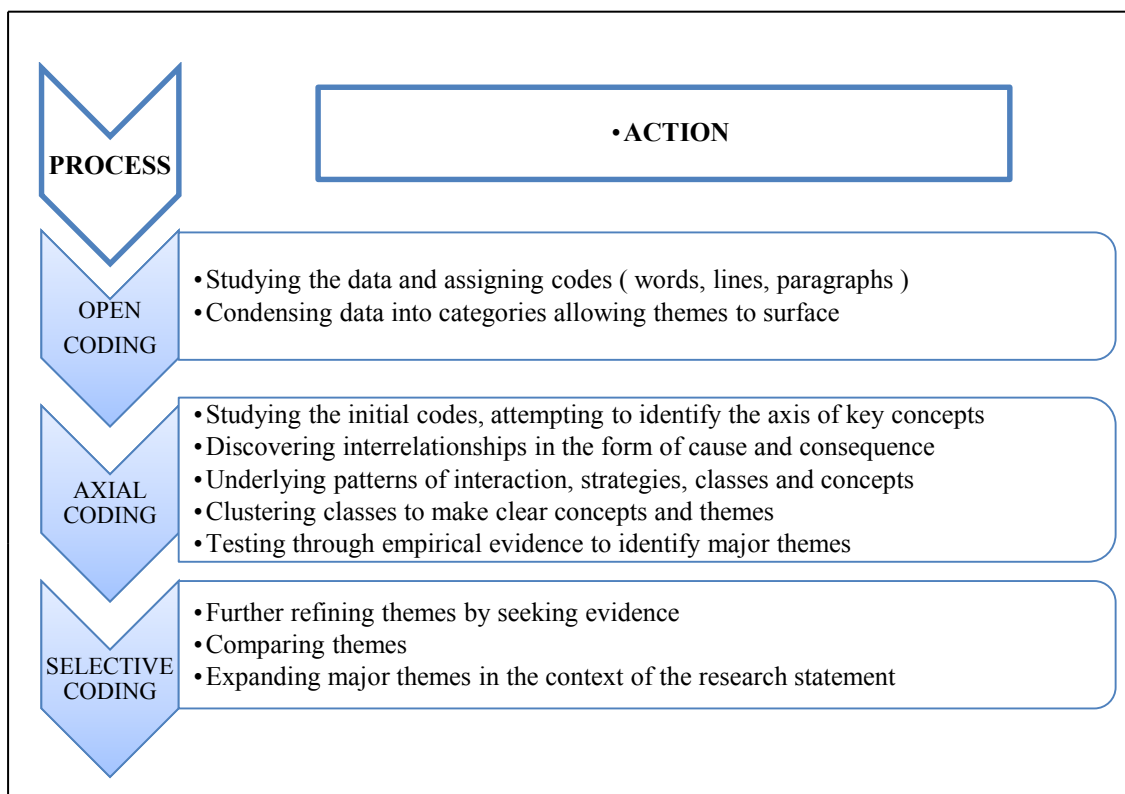 PROCESS
•ACTION
OPEN
CODING
•Studying the data and assigning codes ( words, lines, paragraphs )
•Condensing data into categories allowing themes to surface
AXIAL
CODING
•Studying the initial codes, attempting to identify the axis of key concepts
•Discovering interrelationships in the form of cause and consequence
•Underlying patterns of interaction, strategies, classes and concepts
•Clustering classes to make clear concepts and themes
•Testing through empirical evidence to identify major themes
SELECTIVE
CODING
•Further refining themes by seeking evidence
•Comparing themes
•Expanding major themes in the context of the research statement